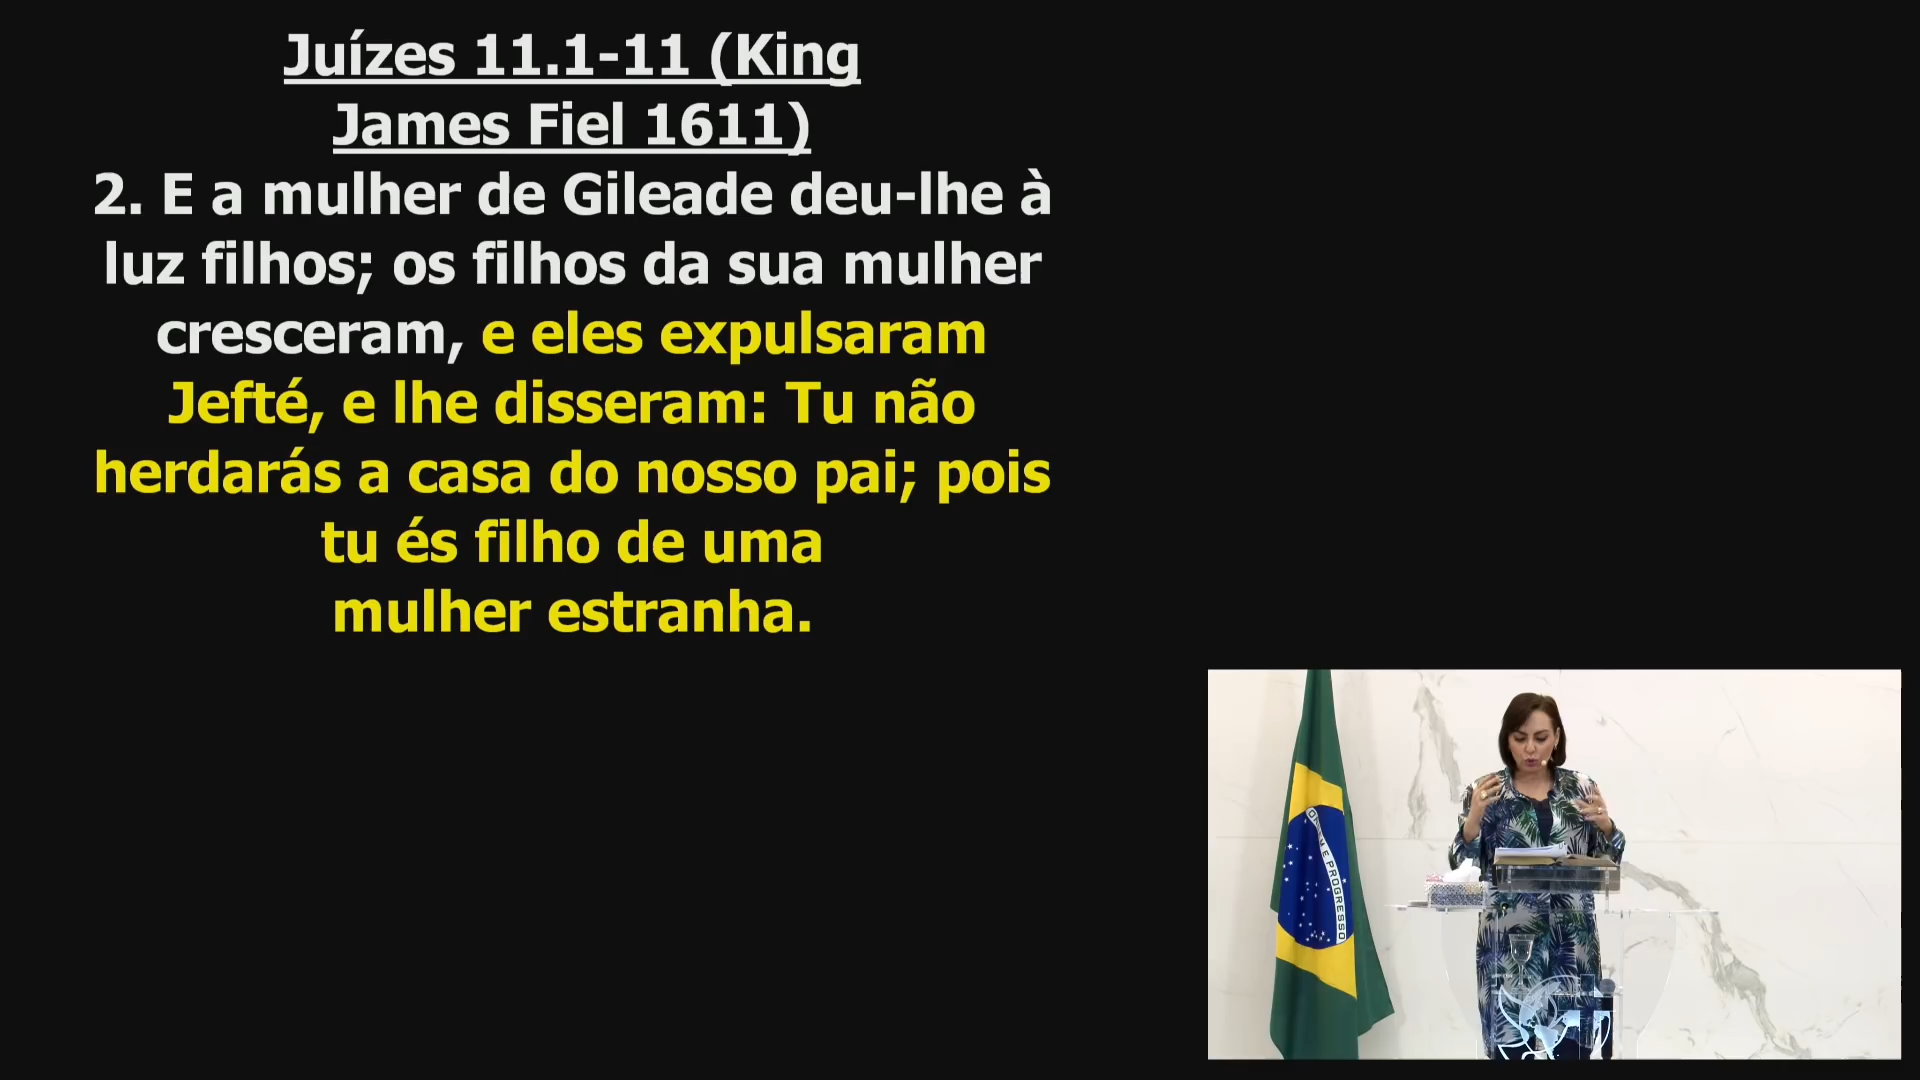 Juízes 11.1-11 (King
James Fiel 1611)
2. E a mulher de Gileade deu-lhe à
luz filhos; os filhos da sua mulher
cresceram, e eles expulsaram
Jefté, e lhe disseram: Tu não
herdarás a casa do nosso pai; pois
tu és filho de uma
mulher estranha.
E PROGRESSO